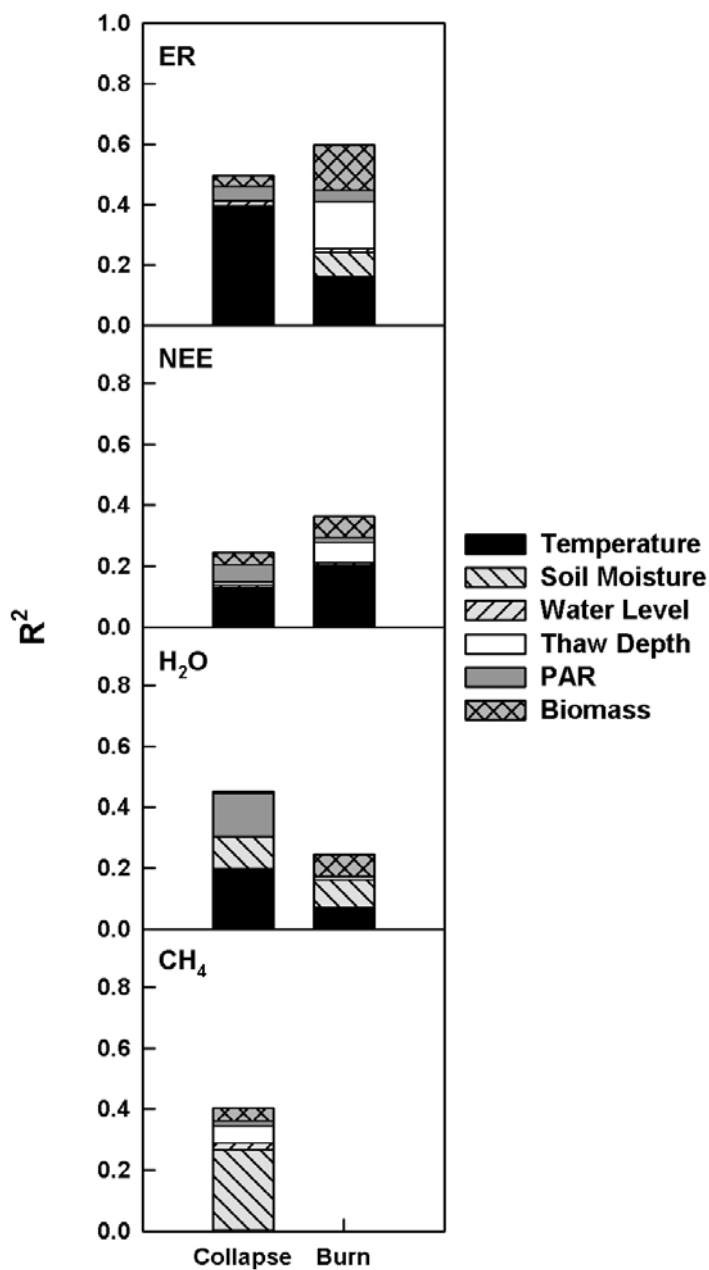 1.0
ER
0.8
0.6
0.4
0.2
0.0
NEE
0.8
0.6
0.4
0.2
0.0
H₂O
0.8
0.6
0.4
0.2
0.0
CH₄
0.8
0.6
0.4
0.2
0.0
R²
Collapse Burn
Temperature
Soil Moisture
Water Level
Thaw Depth
PAR
Biomass